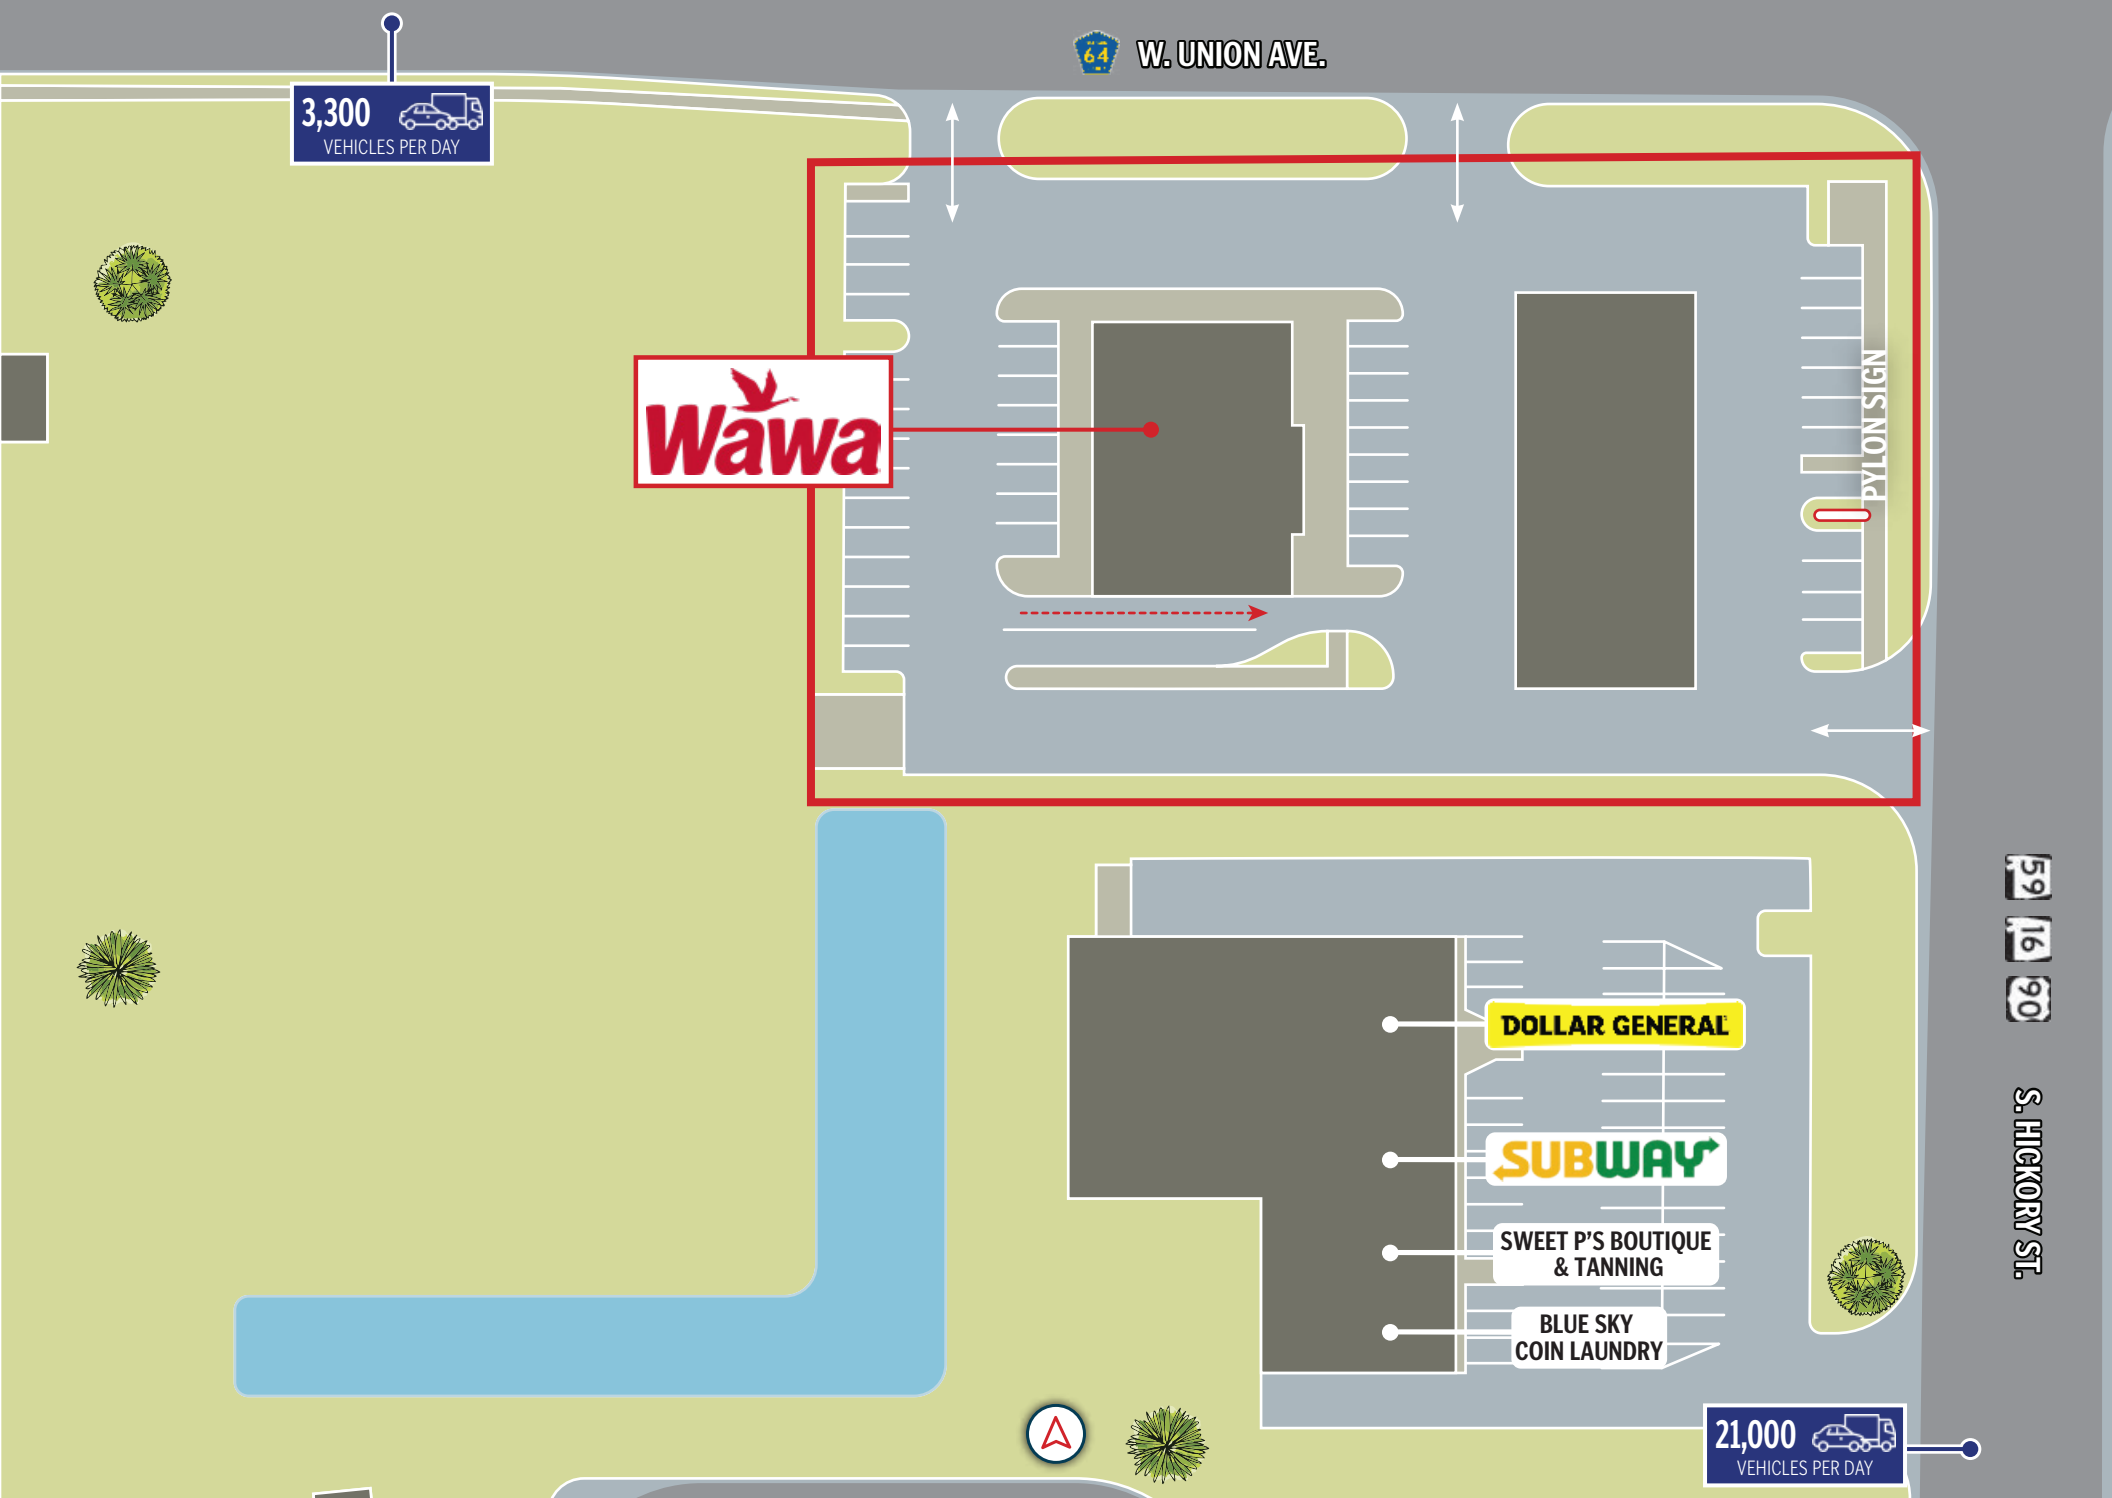 64
W. UNION AVE.
3,300
VEHICLES PER DAY
PYLON SIGN
Wawa
59
16
90
S. HICKORY ST.
DOLLAR GENERAL
SUBWAY
SWEET P'S BOUTIQUE
& TANNING
BLUE SKY
COIN LAUNDRY
21,000
VEHICLES PER DAY